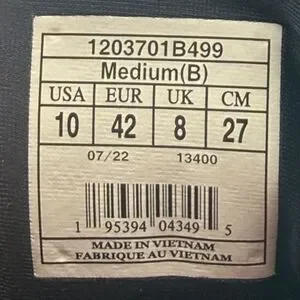 1203701B499
Medium(B)
USA EUR UK CM
10 42 8 27
07/22 13400
1 95394 04349 5
MADE IN VIETNAM
FABRIQUE AU VIETNAM